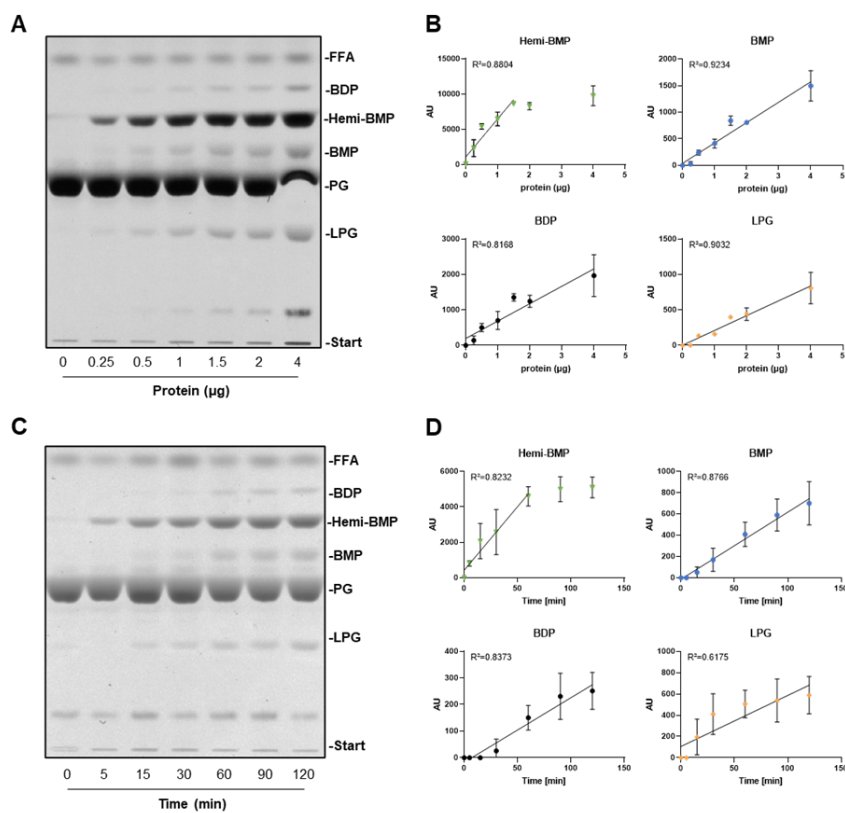 A
-FFA
-BDP
-Hemi-BMP
-BMP
-PG
-LPG
-Start
0 0.25 0.5 1 1.5 2 4
Protein (µg)
B
Hemi-BMP
R²=0.8804
15000
10000
5000
0
AU
0 1 2 3 4 5
protein (µg)
BMP
R²=0.9234
2000
1500
1000
500
0
AU
0 1 2 3 4 5
protein (µg)
BDP
R²=0.8168
3000
2000
1000
0
AU
0 1 2 3 4 5
protein (µg)
LPG
R²=0.9032
1500
1000
500
0
AU
0 1 2 3 4 5
protein (µg)
C
-FFA
-BDP
-Hemi-BMP
-BMP
-PG
-LPG
-Start
0 5 15 30 60 90 120
Time (min)
D
Hemi-BMP
R²=0.8232
6000
4000
2000
0
AU
0 50 100 150
Time [min]
BMP
R²=0.8766
1000
800
600
400
200
0
AU
0 50 100 150
Time [min]
BDP
R²=0.8373
400
300
200
100
0
AU
0 50 100 150
Time [min]
LPG
R²=0.6175
1000
800
600
400
200
0
AU
0 50 100 150
Time [min]